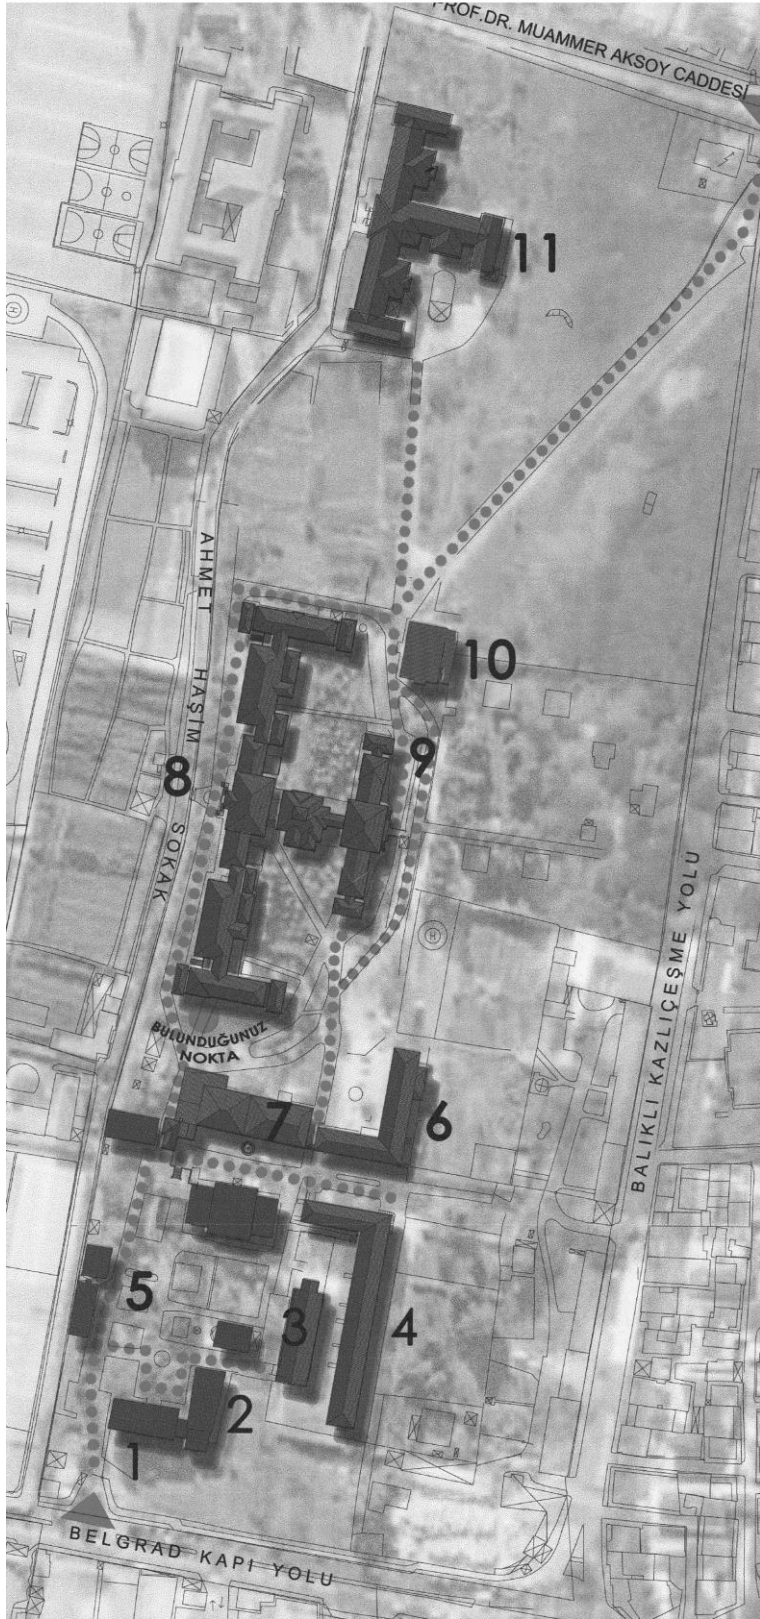 PROF.DR. MUAMMER AKSOY CADDESİ
11
AHMET HAŞİM SOKAK
10
9
8
BALIKLI KAZLIÇEŞME YOLU
H
H
BULUNDUĞUNUZ
NOKTA
7
6
5
3
4
2
1
BELGRAD KAPI YOLU